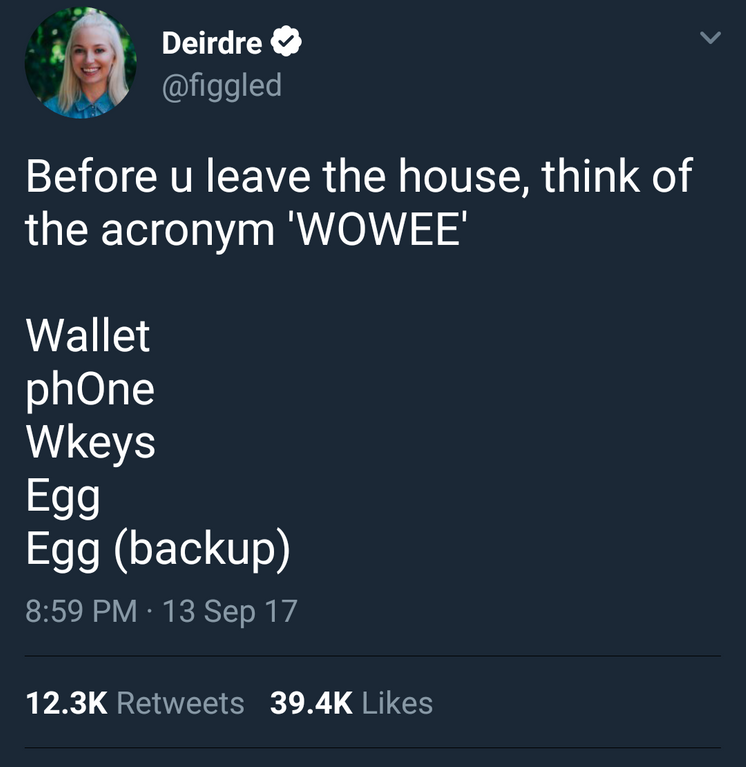 Deirdre
@figgled
Before u leave the house, think of
the acronym 'WOWEE'
Wallet
phOne
Wkeys
Egg
Egg (backup)
8:59 PM · 13 Sep 17
12.3K Retweets 39.4K Likes